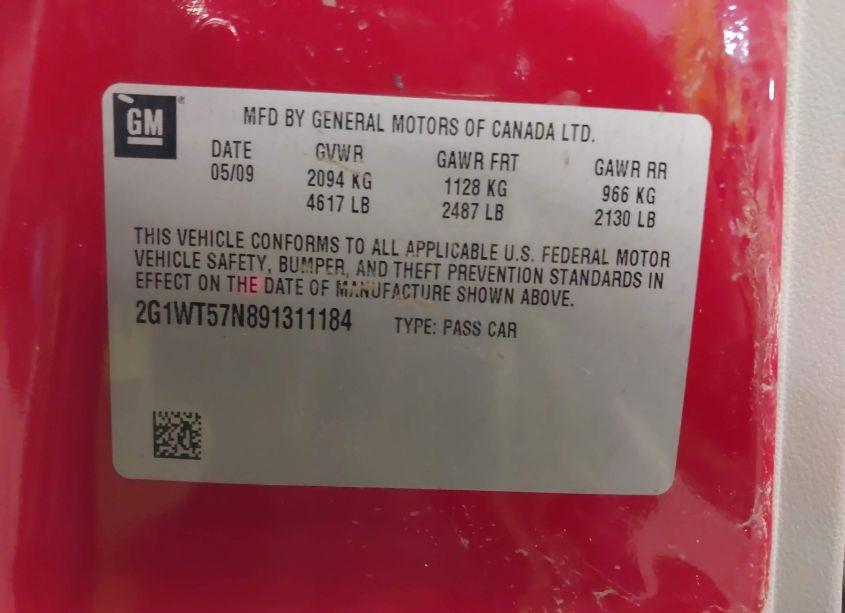 GM ® MFD BY GENERAL MOTORS OF CANADA LTD.
DATE GVWR GAWR FRT GAWR RR
05/09 2094 KG 1128 KG 966 KG
4617 LB 2487 LB 2130 LB
THIS VEHICLE CONFORMS TO ALL APPLICABLE U.S. FEDERAL MOTOR
VEHICLE SAFETY, BUMPER, AND THEFT PREVENTION STANDARDS IN
EFFECT ON THE DATE OF MANUFACTURE SHOWN ABOVE.
2G1WT57N891311184 TYPE: PASS CAR